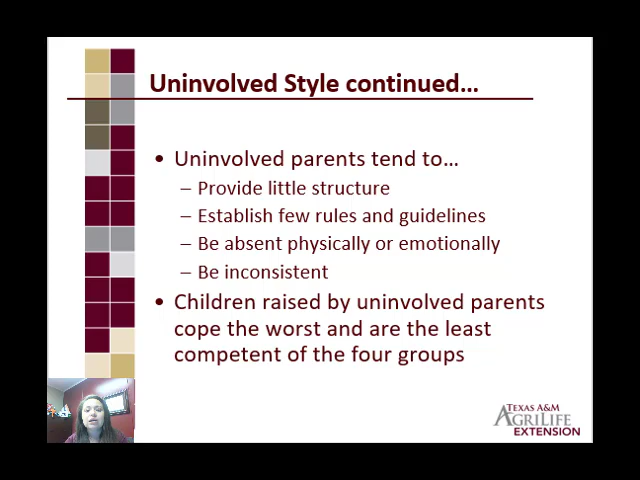 Uninvolved Style continued…
• Uninvolved parents tend to…
– Provide little structure
– Establish few rules and guidelines
– Be absent physically or emotionally
– Be inconsistent
• Children raised by uninvolved parents
cope the worst and are the least
competent of the four groups
TEXAS A&M
AGRILIFE
EXTENSION